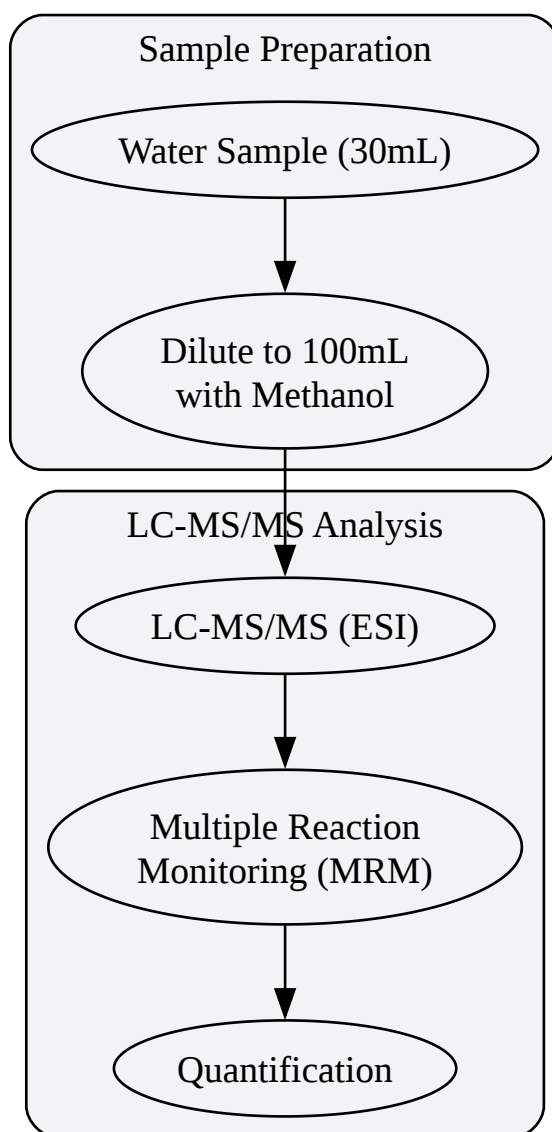 Sample Preparation
Water Sample (30mL)
Dilute to 100mL
with Methanol
LC-MS/MS Analysis
LC-MS/MS (ESI)
Multiple Reaction
Monitoring (MRM)
Quantification